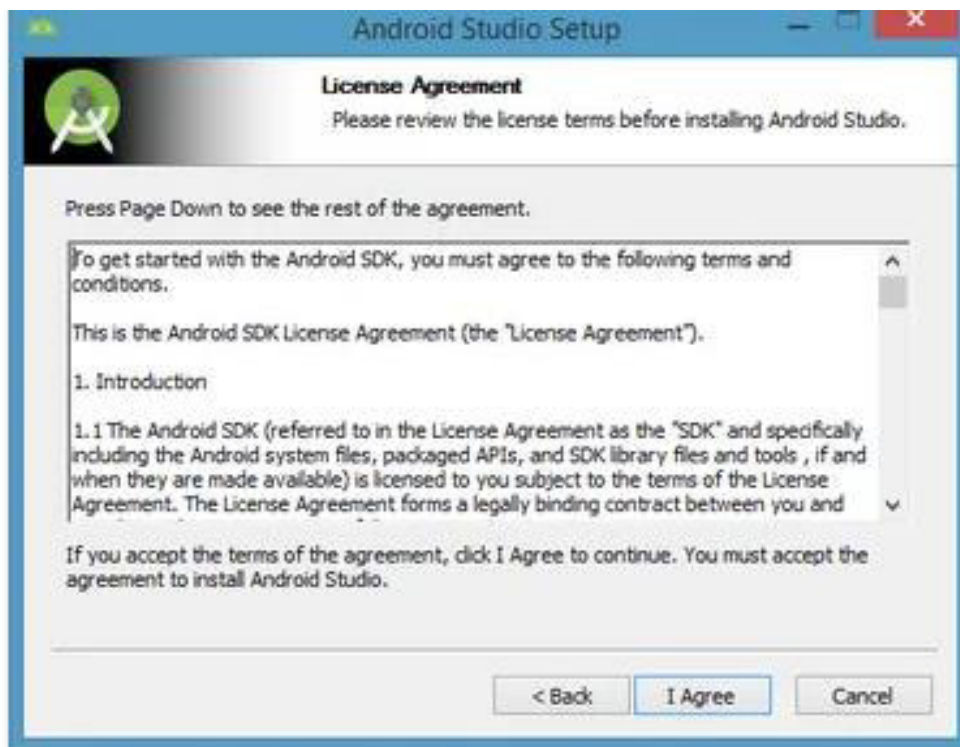 Android Studio Setup
License Agreement
Please review the license terms before installing Android Studio.
Press Page Down to see the rest of the agreement.
To get started with the Android SDK, you must agree to the following terms and
conditions.
This is the Android SDK License Agreement (the "License Agreement").
1. Introduction
1.1 The Android SDK (referred to in the License Agreement as the "SDK" and specifically
including the Android system files, packaged APIs, and SDK library files and tools , if and
when they are made available) is licensed to you subject to the terms of the License
Agreement. The License Agreement forms a legally binding contract between you and
If you accept the terms of the agreement, click I Agree to continue. You must accept the
agreement to install Android Studio.
< Back
I Agree
Cancel